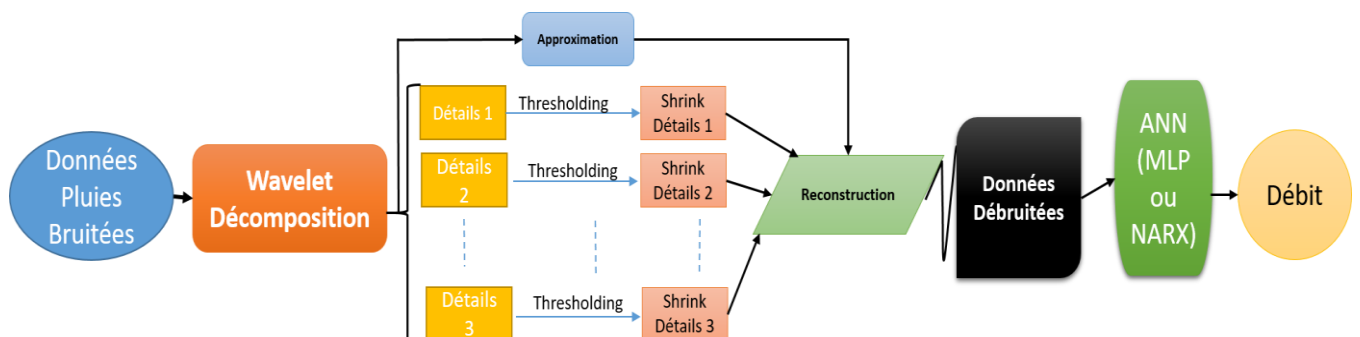 Données
Pluies
Bruitées
Wavelet
Décomposition
Approximation
Détails 1
Thresholding
Shrink
Détails 1
Détails
2
Thresholding
Shrink
Détails 2
Détails
3
Thresholding
Shrink
Détails 3
Reconstruction
Données
Débruitées
ANN
(MLP
ou
NARX)
Débit